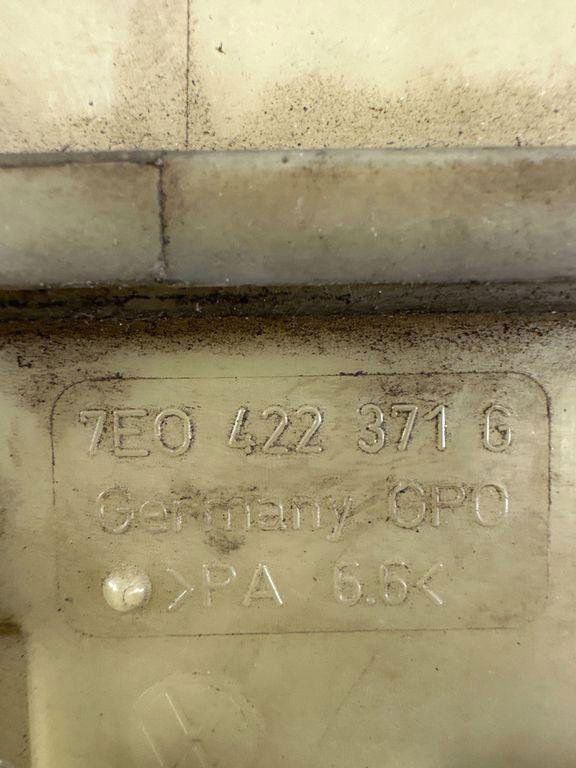 7E0 422 371 G
Germany OPO
>PA 6.6<